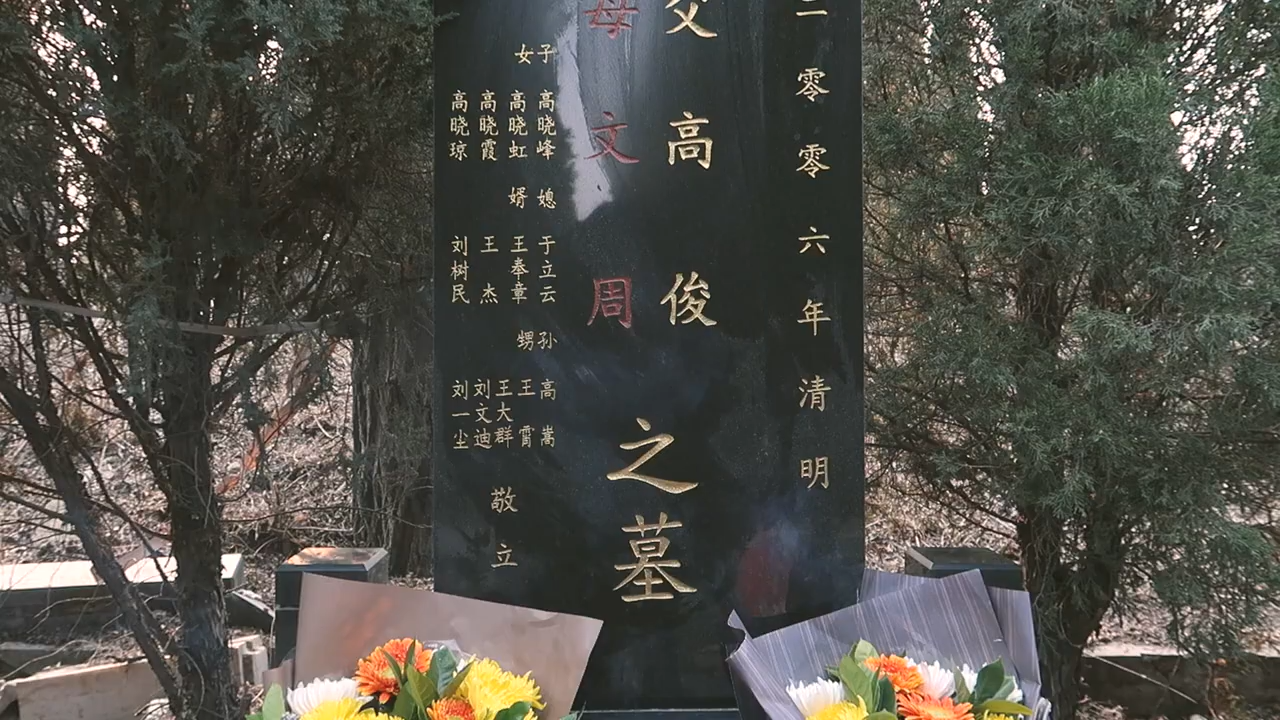 二零零六年清明
父高俊
母文周
之墓
子 高晓峰 媳 于立云 孙 高嵩
女 高晓虹 婿 王奉章 甥 王霄
高晓霞 王杰 王大群
高晓琼 刘树民 刘文迪
刘一尘
敬立